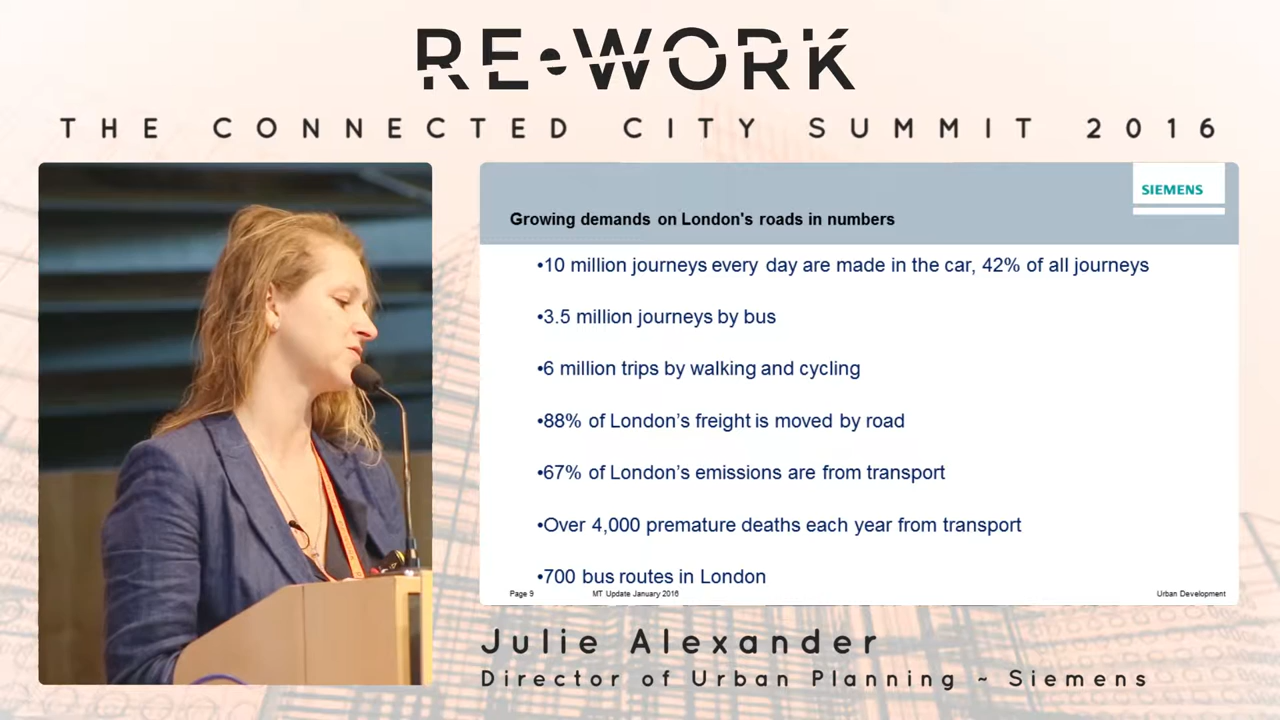 RE•WORK
THE CONNECTED CITY SUMMIT 2016
SIEMENS
Growing demands on London's roads in numbers
•10 million journeys every day are made in the car, 42% of all journeys
•3.5 million journeys by bus
•6 million trips by walking and cycling
•88% of London’s freight is moved by road
•67% of London’s emissions are from transport
•Over 4,000 premature deaths each year from transport
•700 bus routes in London
Page 9 MT Update January 2016 Urban Development
Julie Alexander
Director of Urban Planning ~ Siemens